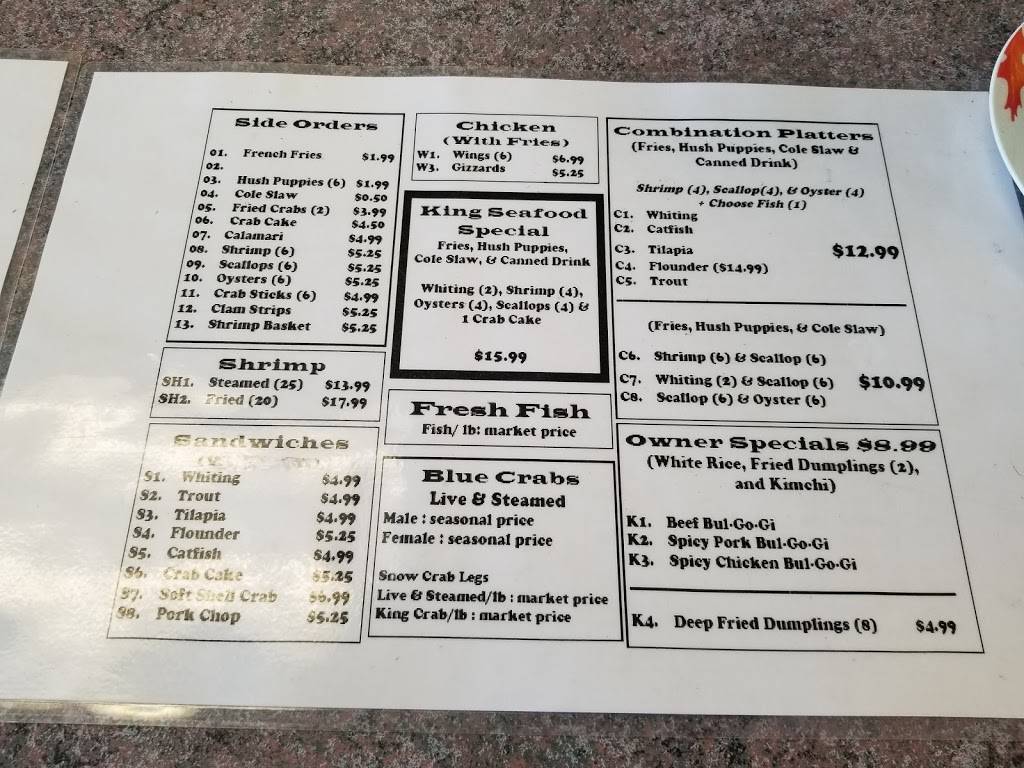 Side Orders
01. French Fries $1.99
02.
03. Hush Puppies (6) $1.99
04. Cole Slaw $0.50
05. Fried Crabs (2) $3.99
06. Crab Cake $4.50
07. Calamari $4.99
08. Shrimp (6) $5.25
09. Scallops (6) $5.25
10. Oysters (6) $5.25
11. Crab Sticks (6) $4.99
12. Clam Strips $5.25
13. Shrimp Basket $5.25
Shrimp
SH1. Steamed (25) $13.99
SH2. Fried (20) $17.99
Sandwiches
S1. Whiting $4.99
S2. Trout $4.99
S3. Tilapia $4.99
S4. Flounder $5.25
S5. Catfish $4.99
S6. Crab Cake $5.25
S7. Soft Shell Crab $6.99
S8. Pork Chop $5.25
Chicken
(With Fries)
W1. Wings (6) $6.99
W3. Gizzards $5.25
King Seafood
Special
Fries, Hush Puppies,
Cole Slaw, & Canned Drink
Whiting (2), Shrimp (4),
Oysters (4), Scallops (4) &
1 Crab Cake
$15.99
Fresh Fish
Fish/ lb: market price
Blue Crabs
Live & Steamed
Male : seasonal price
Female : seasonal price
Snow Crab Legs
Live & Steamed/lb : market price
King Crab/lb : market price
Combination Platters
(Fries, Hush Puppies, Cole Slaw &
Canned Drink)
Shrimp (4), Scallop(4), & Oyster (4)
+ Choose Fish (1)
C1. Whiting
C2. Catfish
C3. Tilapia $12.99
C4. Flounder ($14.99)
C5. Trout
(Fries, Hush Puppies, & Cole Slaw)
C6. Shrimp (6) & Scallop (6)
C7. Whiting (2) & Scallop (6) $10.99
C8. Scallop (6) & Oyster (6)
Owner Specials $8.99
(White Rice, Fried Dumplings (2),
and Kimchi)
K1. Beef Bul-Go-Gi
K2. Spicy Pork Bul-Go-Gi
K3. Spicy Chicken Bul-Go-Gi
K4. Deep Fried Dumplings (8) $4.99